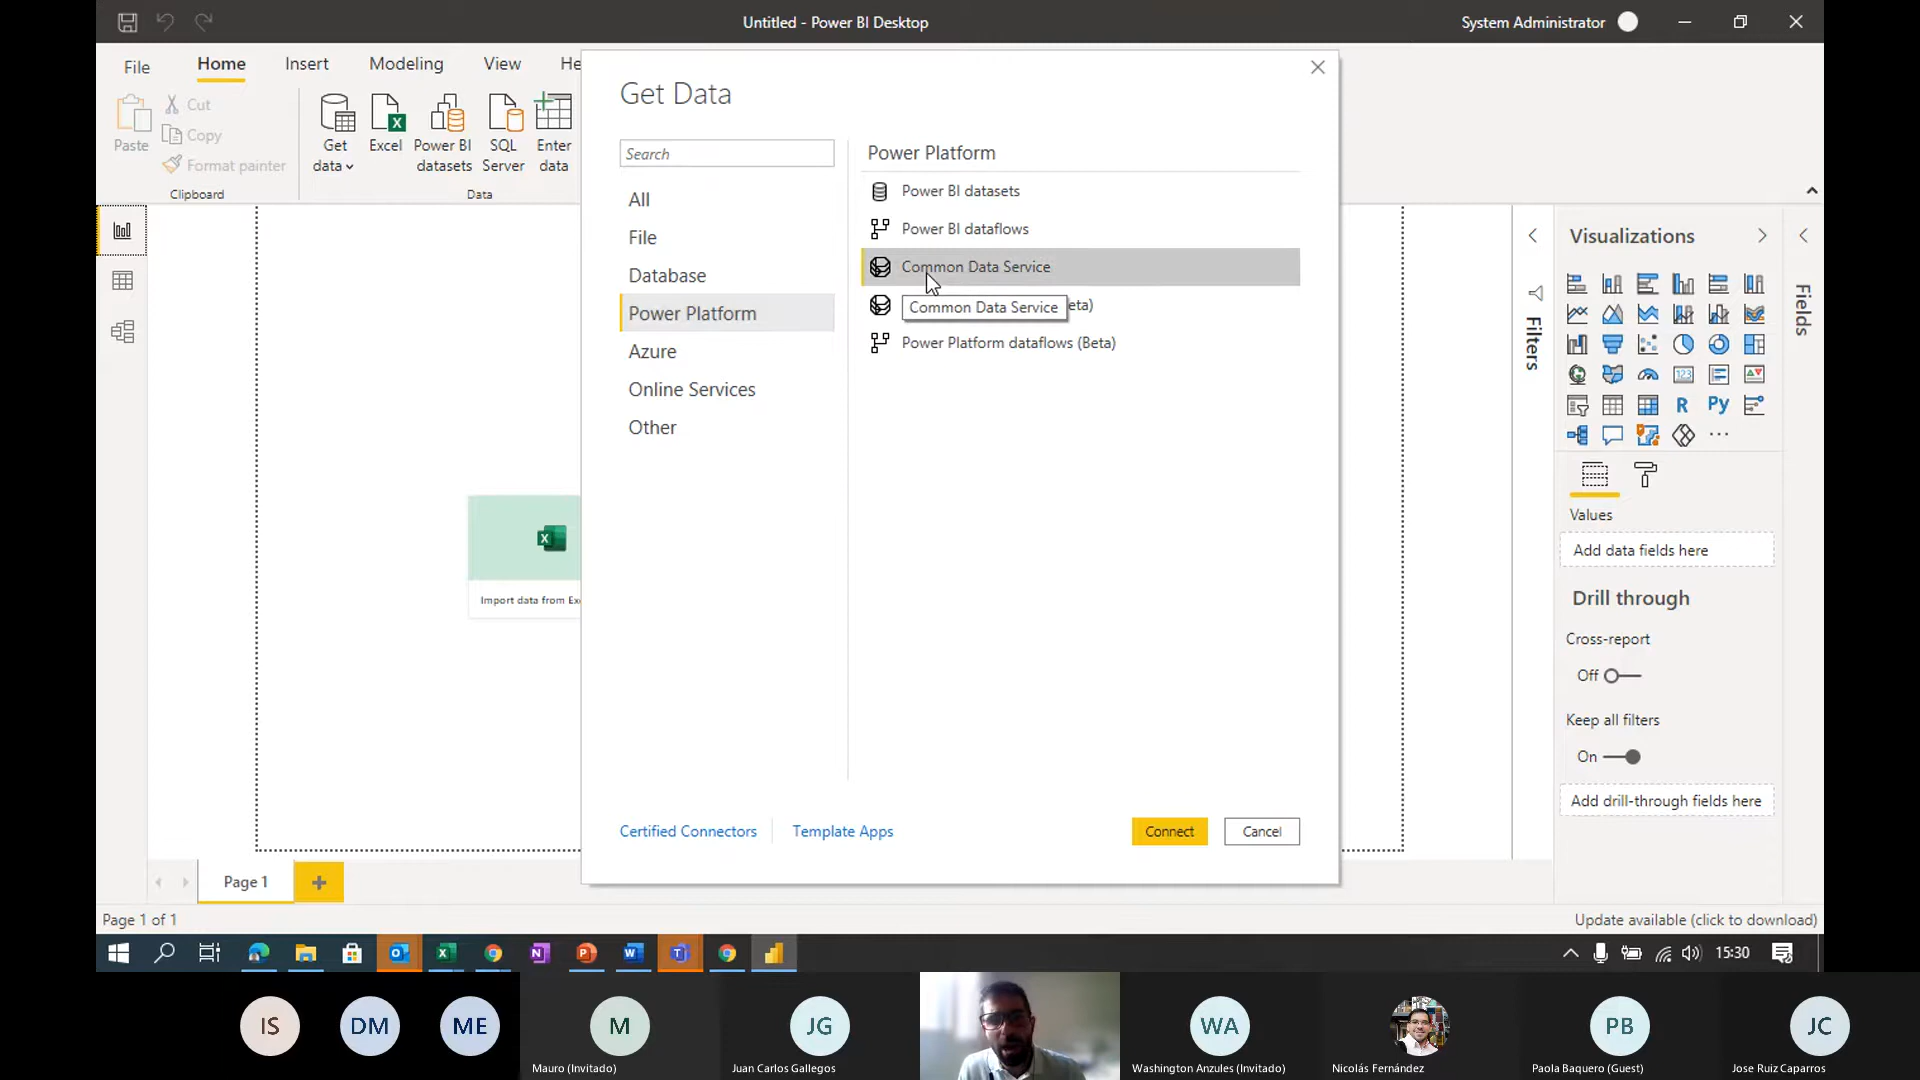 Untitled - Power BI Desktop
System Administrator
File
Home
Insert
Modeling
View
He
Paste
Cut
Copy
Format painter
Clipboard
Get data
Excel
Power BI datasets
SQL Server
Enter data
Data
Get Data
Search
All
File
Database
Power Platform
Azure
Online Services
Other
Power Platform
Power BI datasets
Power BI dataflows
Common Data Service
Common Data Service
eta)
Power Platform dataflows (Beta)
Certified Connectors
Template Apps
Connect
Cancel
Import data from Exc
Filters
Visualizations
Fields
R
Py
123
Values
Add data fields here
Drill through
Cross-report
Off
Keep all filters
On
Add drill-through fields here
Page 1
Page 1 of 1
Update available (click to download)
15:30
IS
DM
ME
M
Mauro (Invitado)
JG
Juan Carlos Gallegos
WA
Washington Anzules (Invitado)
Nicolás Fernández
PB
Paola Baquero (Guest)
JC
Jose Ruiz Caparros